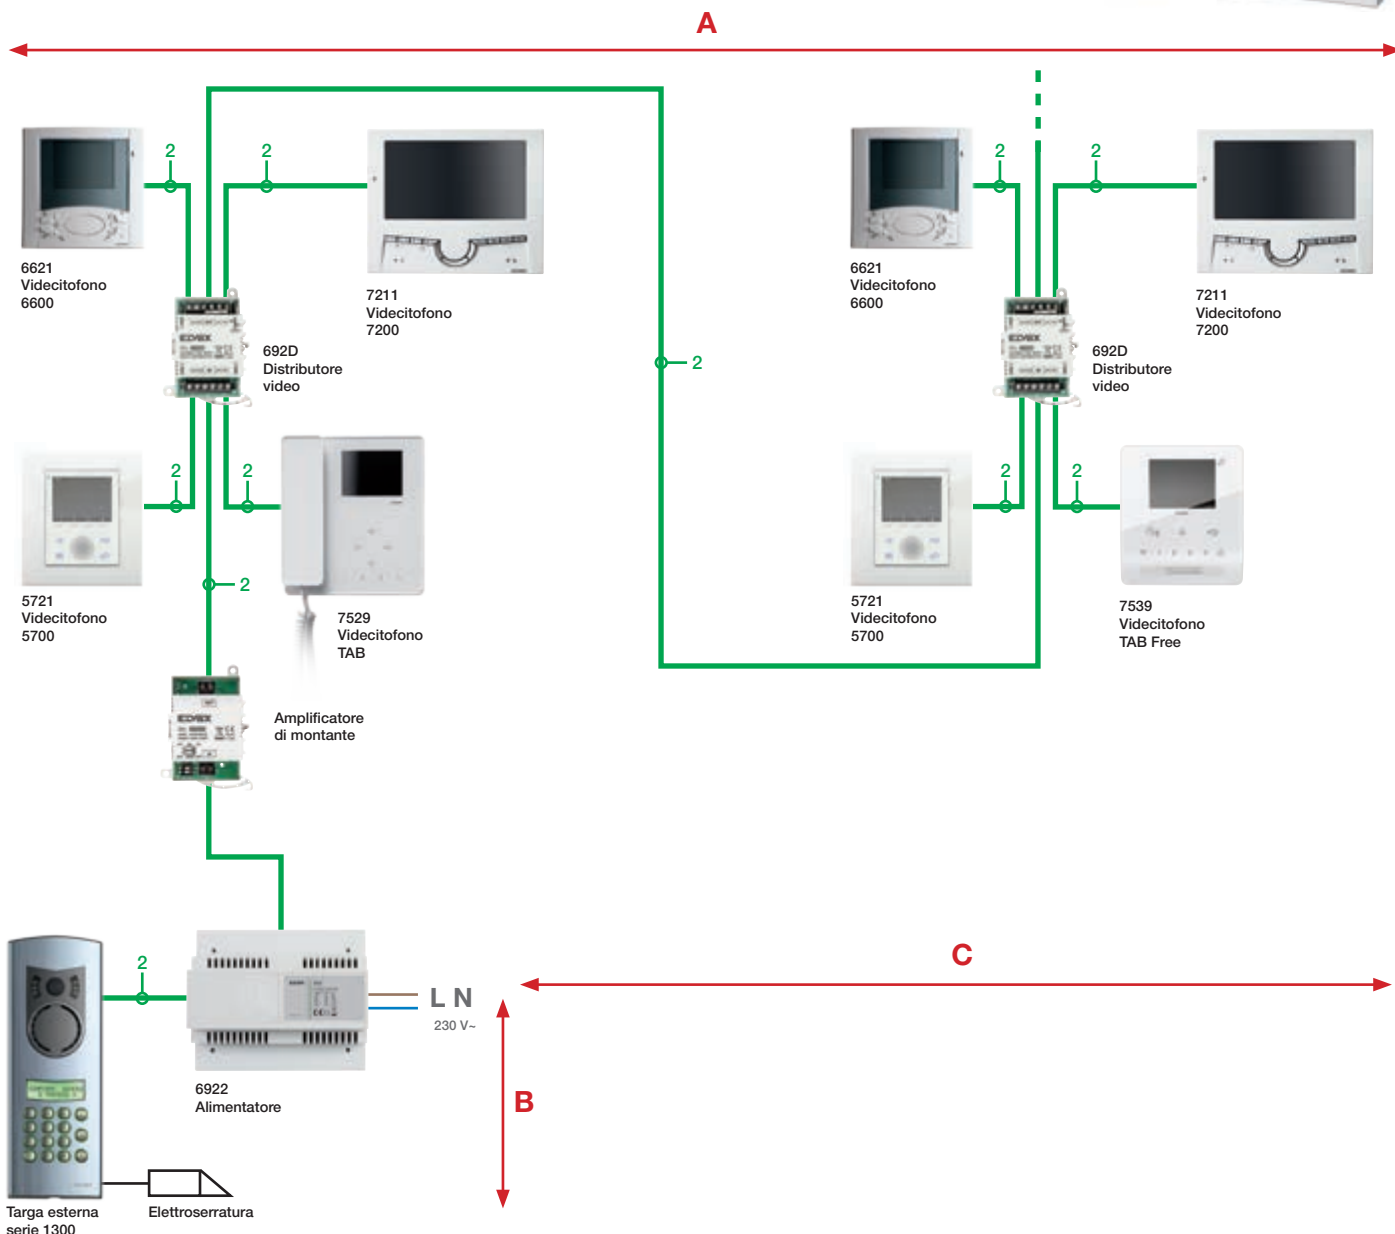 A
2
2
2
2
6621
Videcitofono
6600
7211
Videcitofono
7200
6621
Videcitofono
6600
7211
Videcitofono
7200
692D
Distributore
video
2
692D
Distributore
video
2
2
2
2
5721
Videcitofono
5700
2
7529
Videcitofono
TAB
5721
Videcitofono
5700
7539
Videcitofono
TAB Free
Amplificatore
di montante
2
L N
230 V~
C
B
6922
Alimentatore
Targa esterna
serie 1300
Elettroserratura